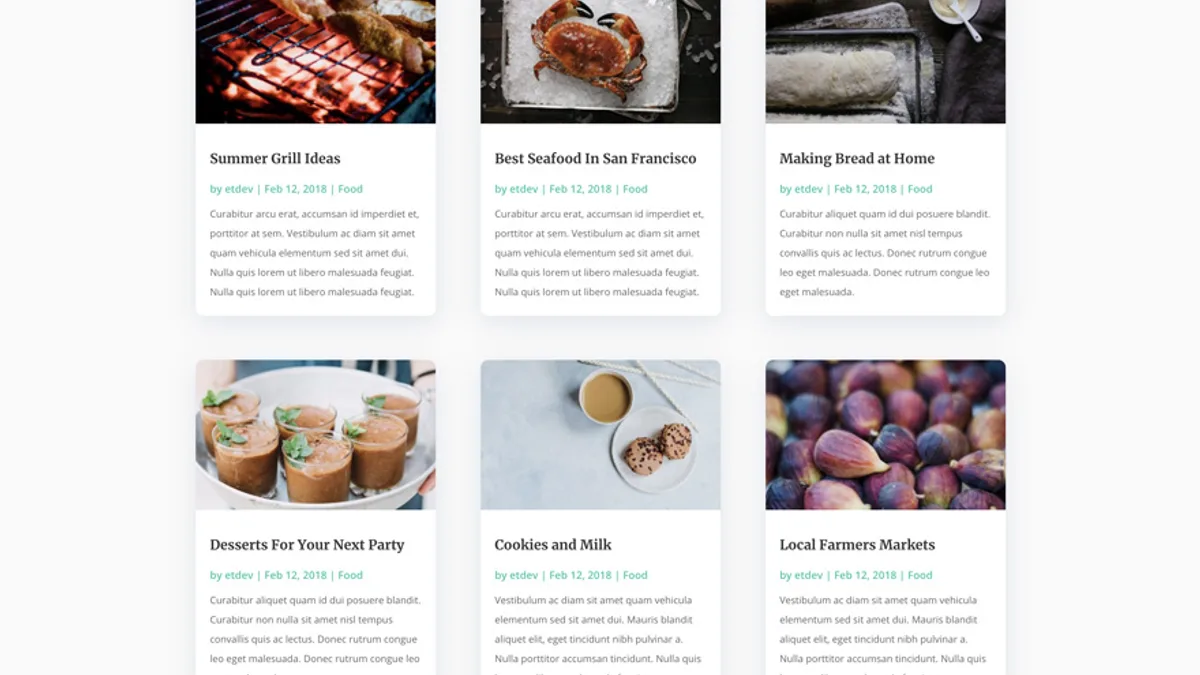 Summer Grill Ideas
by etdev | Feb 12, 2018 | Food
Curabitur arcu erat, accumsan id imperdiet et,
porttitor at sem. Vestibulum ac diam sit amet
quam vehicula elementum sed sit amet dui.
Nulla quis lorem ut libero malesuada feugiat.
Nulla quis lorem ut libero malesuada feugiat.
Best Seafood In San Francisco
by etdev | Feb 12, 2018 | Food
Curabitur arcu erat, accumsan id imperdiet et,
porttitor at sem. Vestibulum ac diam sit amet
quam vehicula elementum sed sit amet dui.
Nulla quis lorem ut libero malesuada feugiat.
Nulla quis lorem ut libero malesuada feugiat.
Making Bread at Home
by etdev | Feb 12, 2018 | Food
Curabitur aliquet quam id dui posuere blandit.
Curabitur non nulla sit amet nisl tempus
convallis quis ac lectus. Donec rutrum congue
leo eget malesuada. Donec rutrum congue leo
eget malesuada.
Desserts For Your Next Party
by etdev | Feb 12, 2018 | Food
Curabitur aliquet quam id dui posuere blandit.
Curabitur non nulla sit amet nisl tempus
convallis quis ac lectus. Donec rutrum congue
leo eget malesuada. Donec rutrum congue leo
Cookies and Milk
by etdev | Feb 12, 2018 | Food
Vestibulum ac diam sit amet quam vehicula
elementum sed sit amet dui. Mauris blandit
aliquet elit, eget tincidunt nibh pulvinar a.
Nulla porttitor accumsan tincidunt. Nulla quis
Local Farmers Markets
by etdev | Feb 12, 2018 | Food
Vestibulum ac diam sit amet quam vehicula
elementum sed sit amet dui. Mauris blandit
aliquet elit, eget tincidunt nibh pulvinar a.
Nulla porttitor accumsan tincidunt. Nulla quis